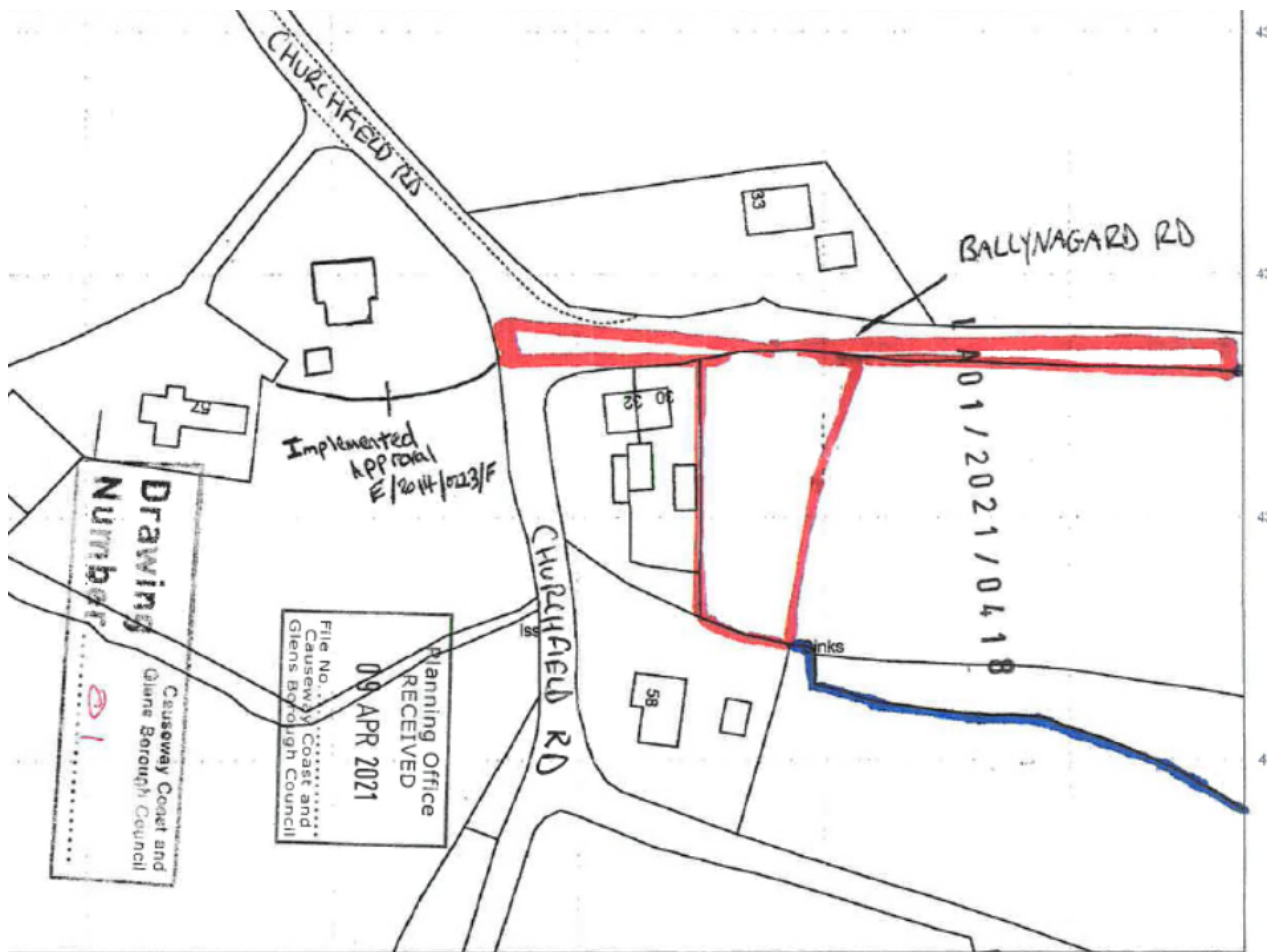 CHURCHFIELD RD
33
BALLYNAGARD RD
LA01/2021/0418
57
Implemented
Approval
E/2014/0223/F
30
32
CHURCHFIELD RD
Iss
Sinks
58
Planning Office
RECEIVED
09 APR 2021
File No..............
Causeway Coast and
Glens Borough Council
Drawing
Number
01
Causeway Coast and
Glens Borough Council